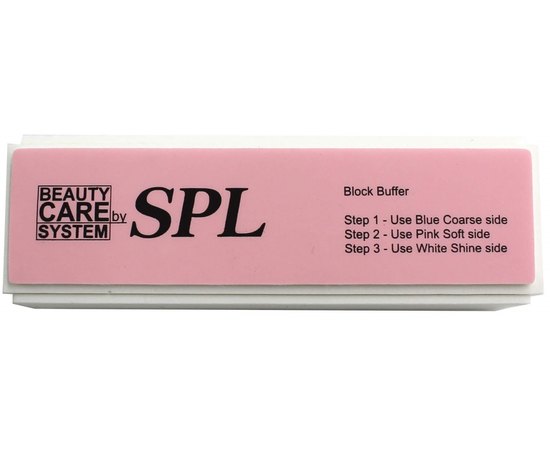 BEAUTY
CARE
SYSTEM
by
SPL
Block Buffer
Step 1 - Use Blue Coarse side
Step 2 - Use Pink Soft side
Step 3 - Use White Shine side